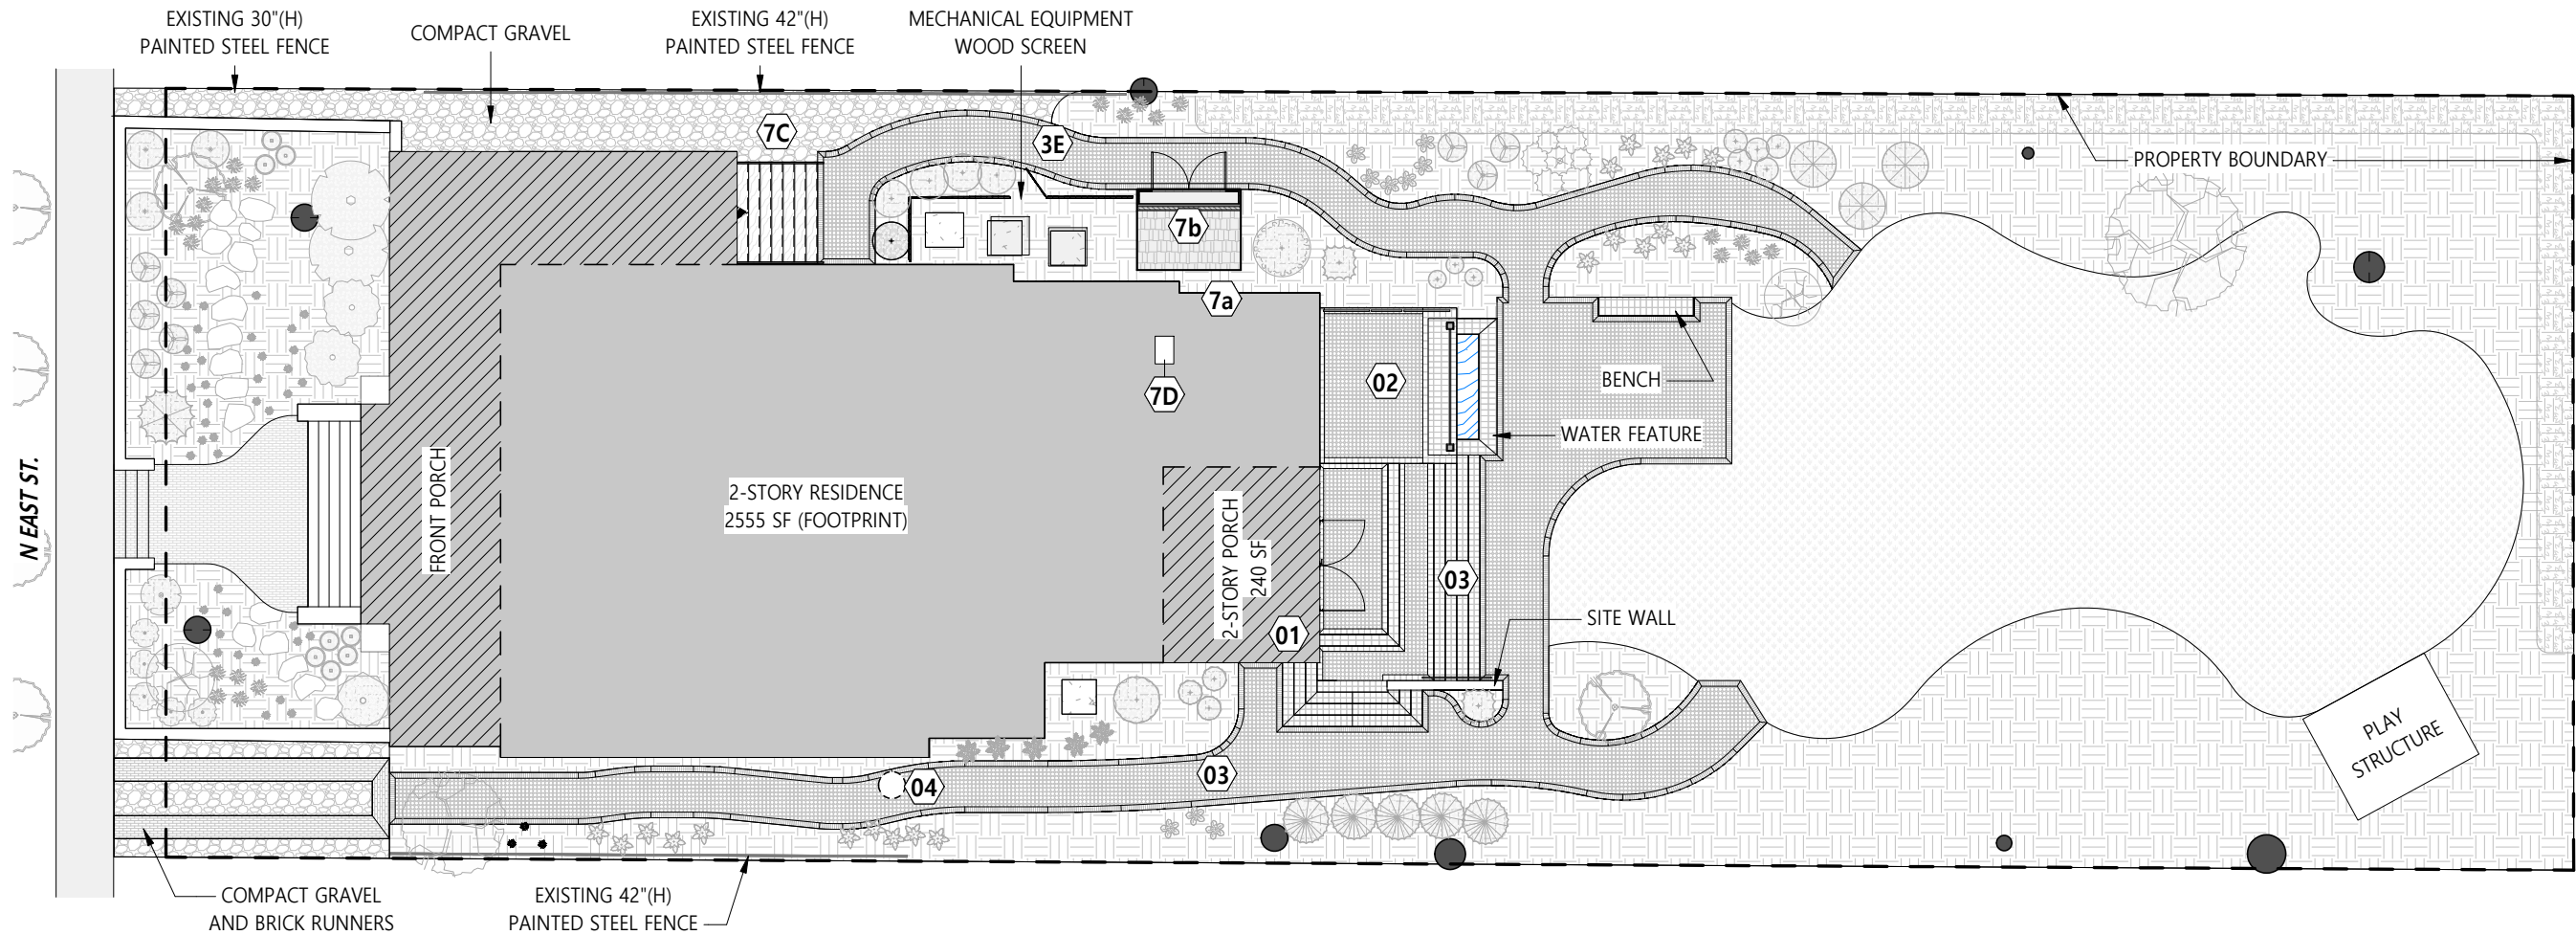 EXISTING 30"(H)
PAINTED STEEL FENCE
COMPACT GRAVEL
EXISTING 42"(H)
PAINTED STEEL FENCE
MECHANICAL EQUIPMENT
WOOD SCREEN
7C
3E
PROPERTY BOUNDARY
7b
7a
7D
02
BENCH
WATER FEATURE
N EAST ST.
FRONT PORCH
2-STORY RESIDENCE
2555 SF (FOOTPRINT)
2-STORY PORCH
240 SF
03
01
SITE WALL
PLAY
STRUCTURE
04
03
COMPACT GRAVEL
AND BRICK RUNNERS
EXISTING 42"(H)
PAINTED STEEL FENCE